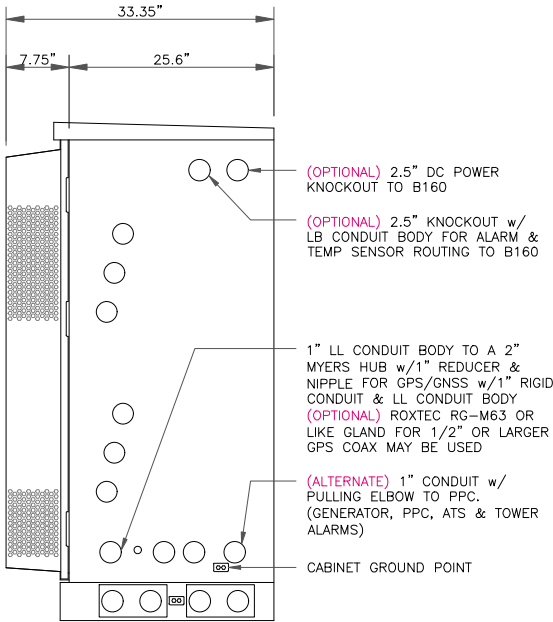 33.35”
7.75”
25.6”
(OPTIONAL) 2.5” DC POWER
KNOCKOUT TO B160
(OPTIONAL) 2.5” KNOCKOUT w/
LB CONDUIT BODY FOR ALARM &
TEMP SENSOR ROUTING TO B160
1” LL CONDUIT BODY TO A 2”
MYERS HUB w/1” REDUCER &
NIPPLE FOR GPS/GNSS w/1” RIGID
CONDUIT & LL CONDUIT BODY
(OPTIONAL) ROXTEC RG–M63 OR
LIKE GLAND FOR 1/2” OR LARGER
GPS COAX MAY BE USED
(ALTERNATE) 1” CONDUIT w/
PULLING ELBOW TO PPC.
(GENERATOR, PPC, ATS & TOWER
ALARMS)
CABINET GROUND POINT